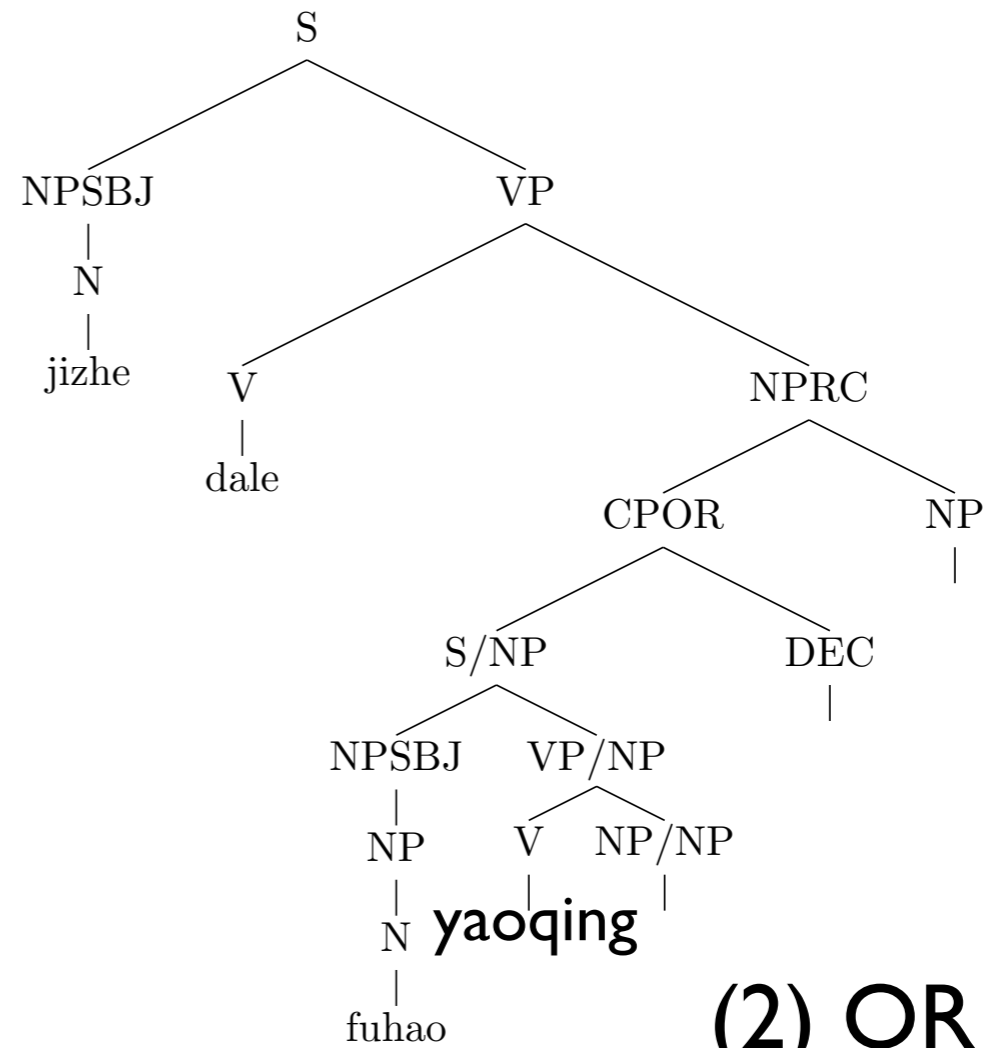 S
NPSBJ VP
N
jizhe
V NPRC
dale
CPOR NP
S/NP DEC
NPSBJ VP/NP
NP V NP/NP
N yaoqing
fuhao
(2) OR